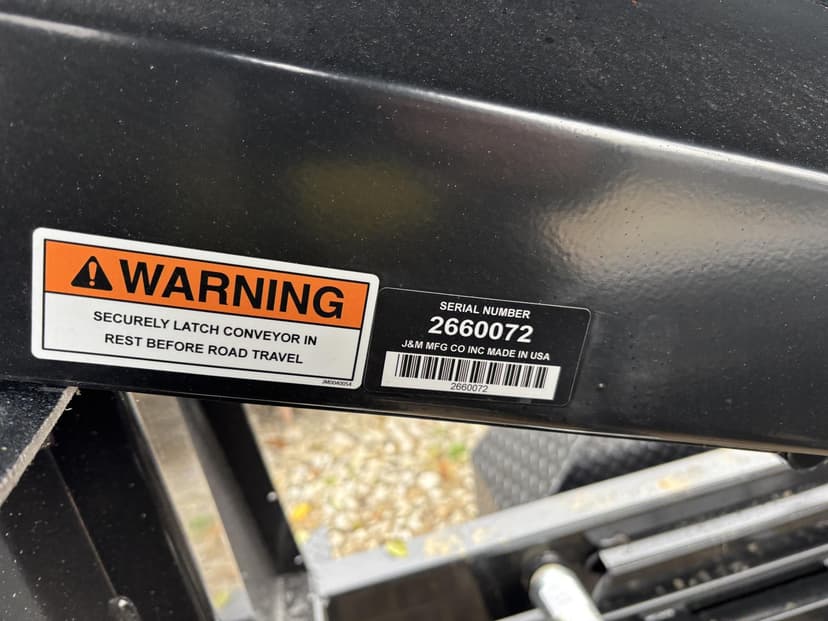 WARNING
SECURELY LATCH CONVEYOR IN
REST BEFORE ROAD TRAVEL
JM0040054
SERIAL NUMBER
2660072
J&M MFG CO INC MADE IN USA
2660072